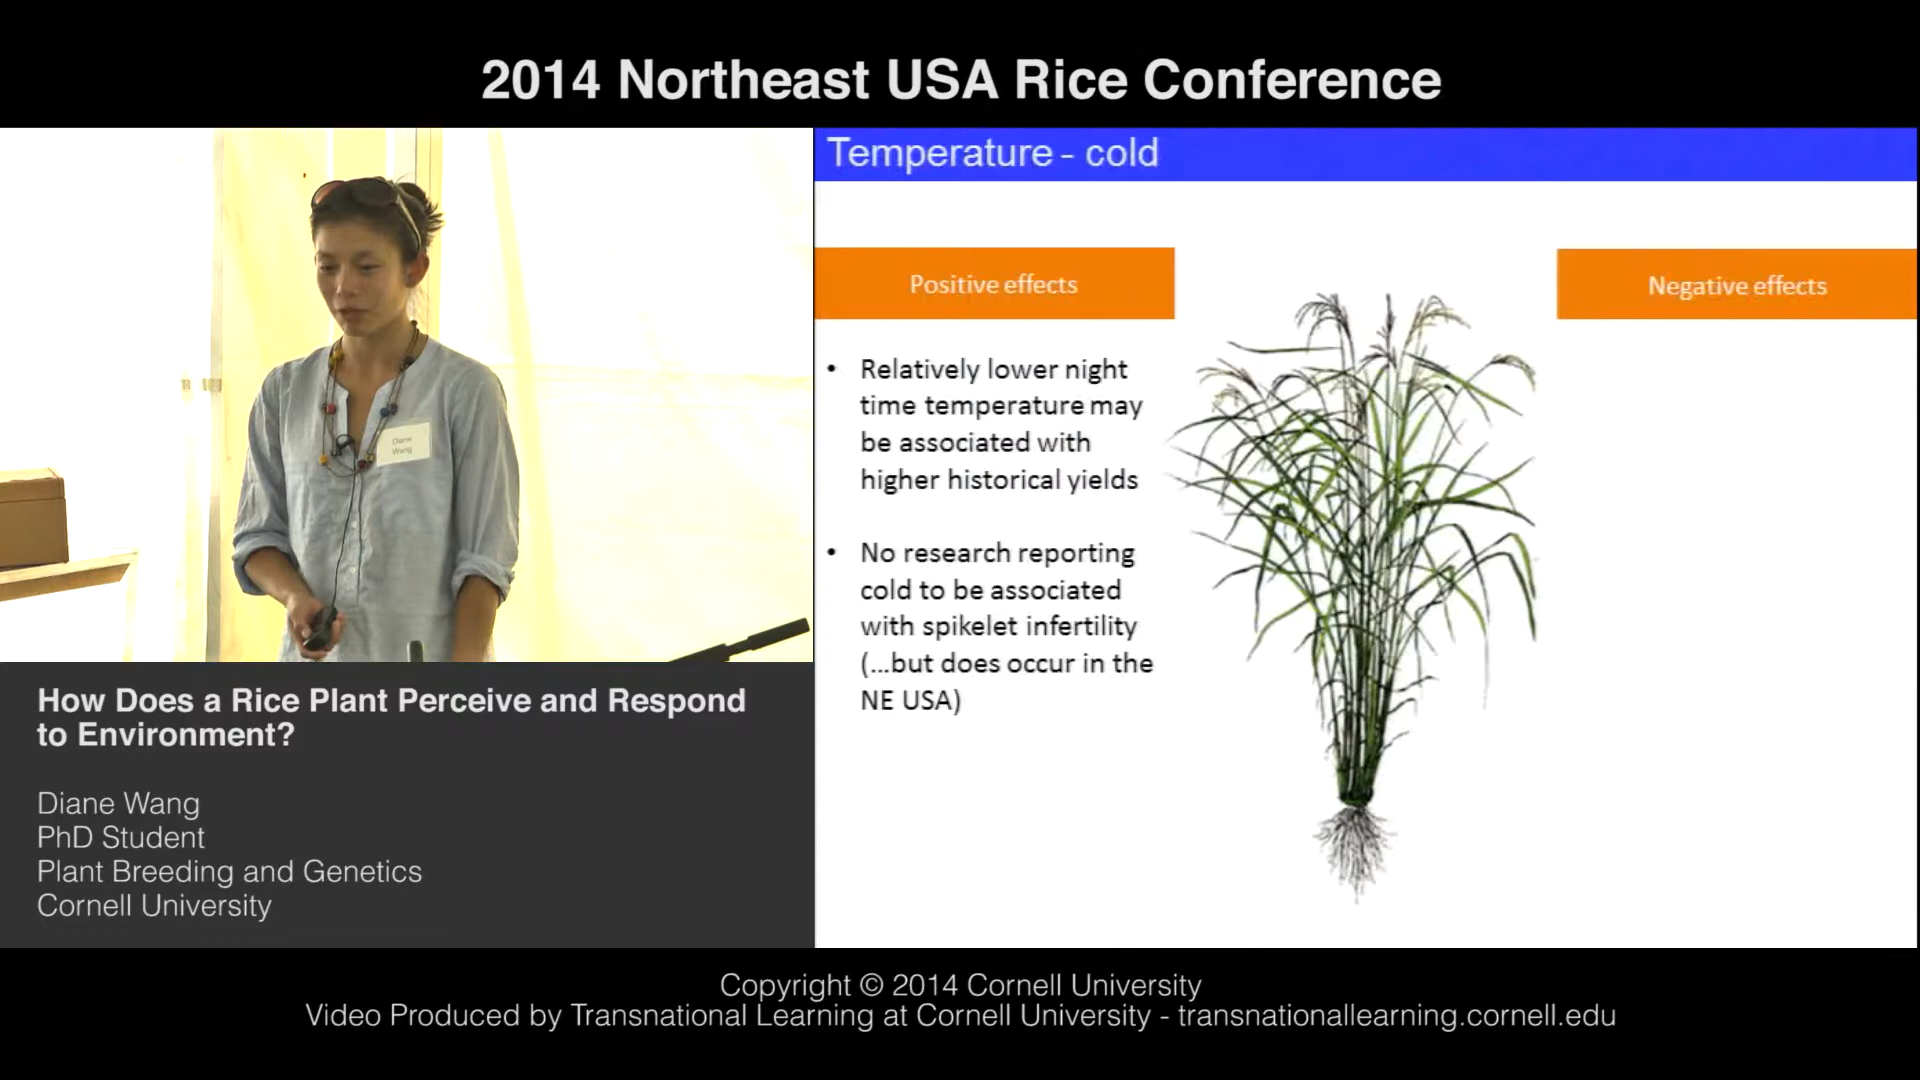 2014 Northeast USA Rice Conference
Diane
Wang
How Does a Rice Plant Perceive and Respond
to Environment?
Diane Wang
PhD Student
Plant Breeding and Genetics
Cornell University
Temperature - cold
Positive effects
• Relatively lower night
time temperature may
be associated with
higher historical yields
• No research reporting
cold to be associated
with spikelet infertility
(...but does occur in the
NE USA)
Negative effects
Copyright © 2014 Cornell University
Video Produced by Transnational Learning at Cornell University - transnationallearning.cornell.edu